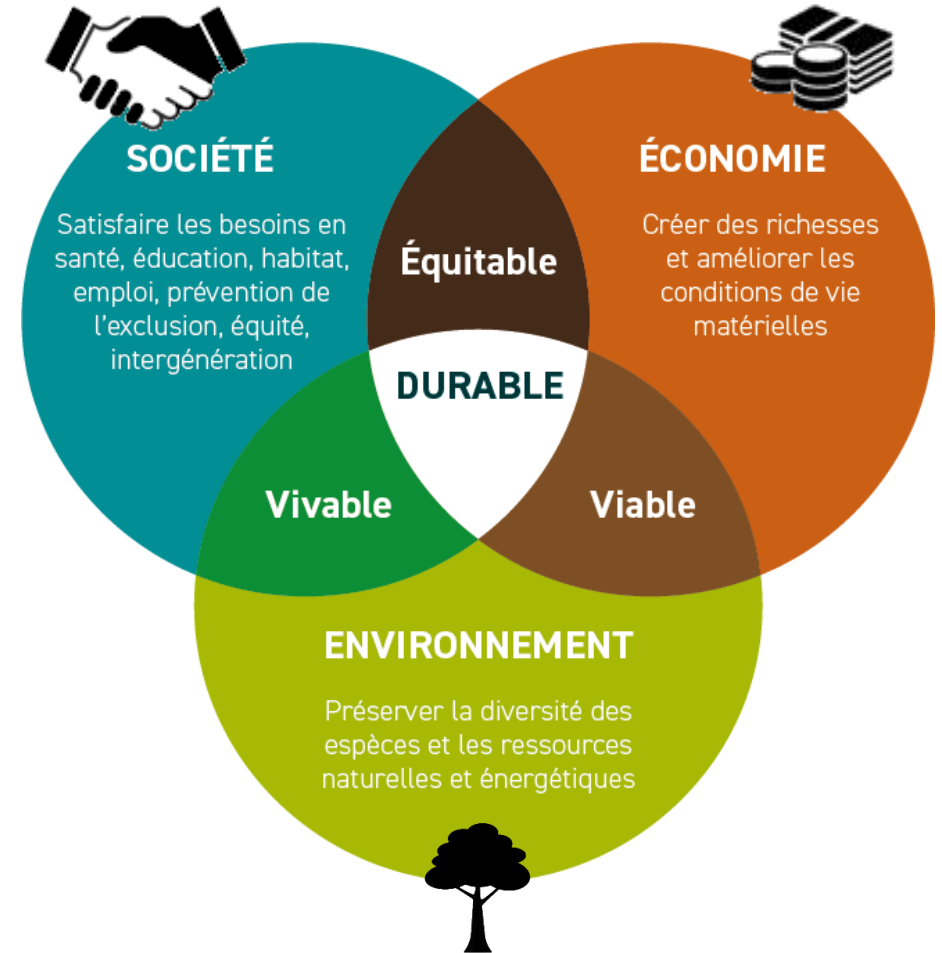 SOCIÉTÉ
Satisfaire les besoins en
santé, éducation, habitat,
emploi, prévention de
l'exclusion, équité,
intergénération
ÉCONOMIE
Créer des richesses
et améliorer les
conditions de vie
matérielles
Équitable
DURABLE
Vivable
Viable
ENVIRONNEMENT
Préserver la diversité des
espèces et les ressources
naturelles et énergétiques